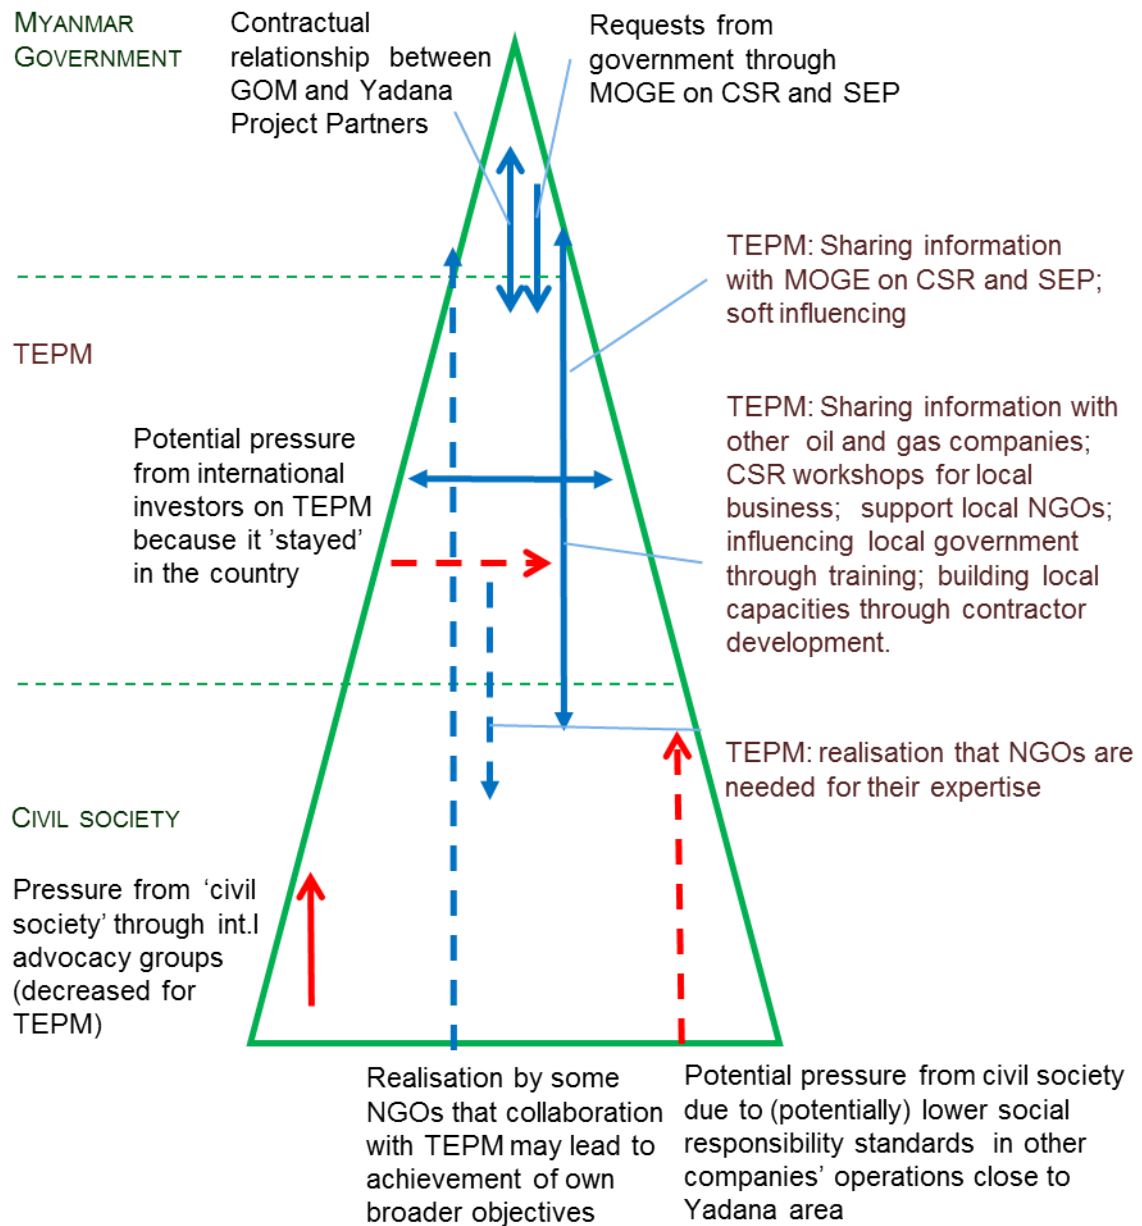 MYANMAR
GOVERNMENT
Contractual
relationship between
GOM and Yadana
Project Partners
Requests from
government through
MOGE on CSR and SEP
TEPM: Sharing information
with MOGE on CSR and SEP;
soft influencing
TEPM
TEPM: Sharing information with
other oil and gas companies;
CSR workshops for local
business; support local NGOs;
influencing local government
through training; building local
capacities through contractor
development.
Potential pressure
from international
investors on TEPM
because it 'stayed'
in the country
TEPM: realisation that NGOs are
needed for their expertise
CIVIL SOCIETY
Pressure from ‘civil
society’ through int.l
advocacy groups
(decreased for
TEPM)
Realisation by some
NGOs that collaboration
with TEPM may lead to
achievement of own
broader objectives
Potential pressure from civil society
due to (potentially) lower social
responsibility standards in other
companies’ operations close to
Yadana area